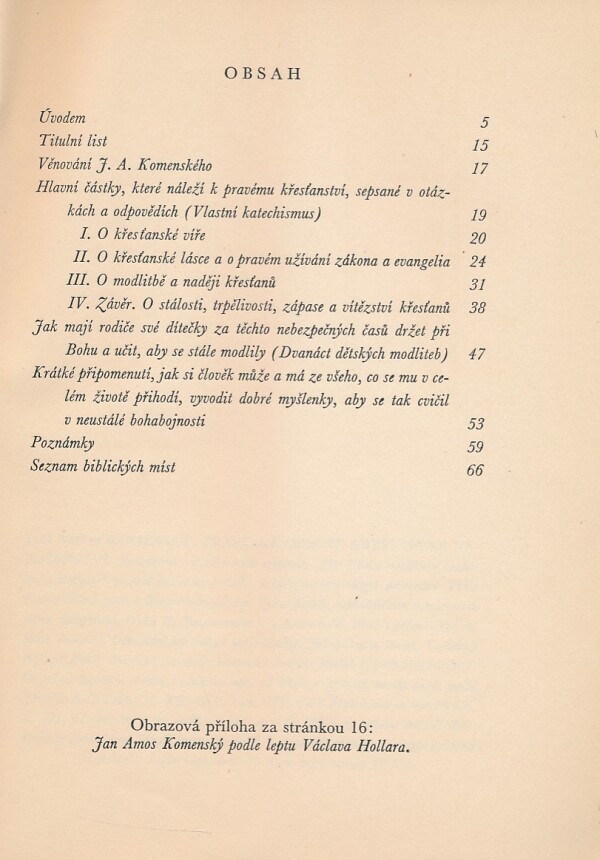 OBSAH
Úvodem 5
Titulní list 15
Věnování J. A. Komenského 17
Hlavní částky, které náleží k pravému křesťanství, sepsané v otáz-
kách a odpovědích (Vlastní katechismus) 19
I. O křesťanské víře 20
II. O křesťanské lásce a o pravém užívání zákona a evangelia 24
III. O modlitbě a naději křesťanů 31
IV. Závěr. O stálosti, trpělivosti, zápase a vítězství křesťanů 38
Jak mají rodiče své dítečky za těchto nebezpečných časů držet při
Bohu a učit, aby se stále modlily (Dvanáct dětských modliteb) 47
Krátké připomenutí, jak si člověk může a má ze všeho, co se mu v ce-
lém životě přihodí, vyvodit dobré myšlenky, aby se tak cvičil
v neustálé bohabojnosti 53
Poznámky 59
Seznam biblických míst 66
Obrazová příloha za stránkou 16:
Jan Amos Komenský podle leptu Václava Hollara.